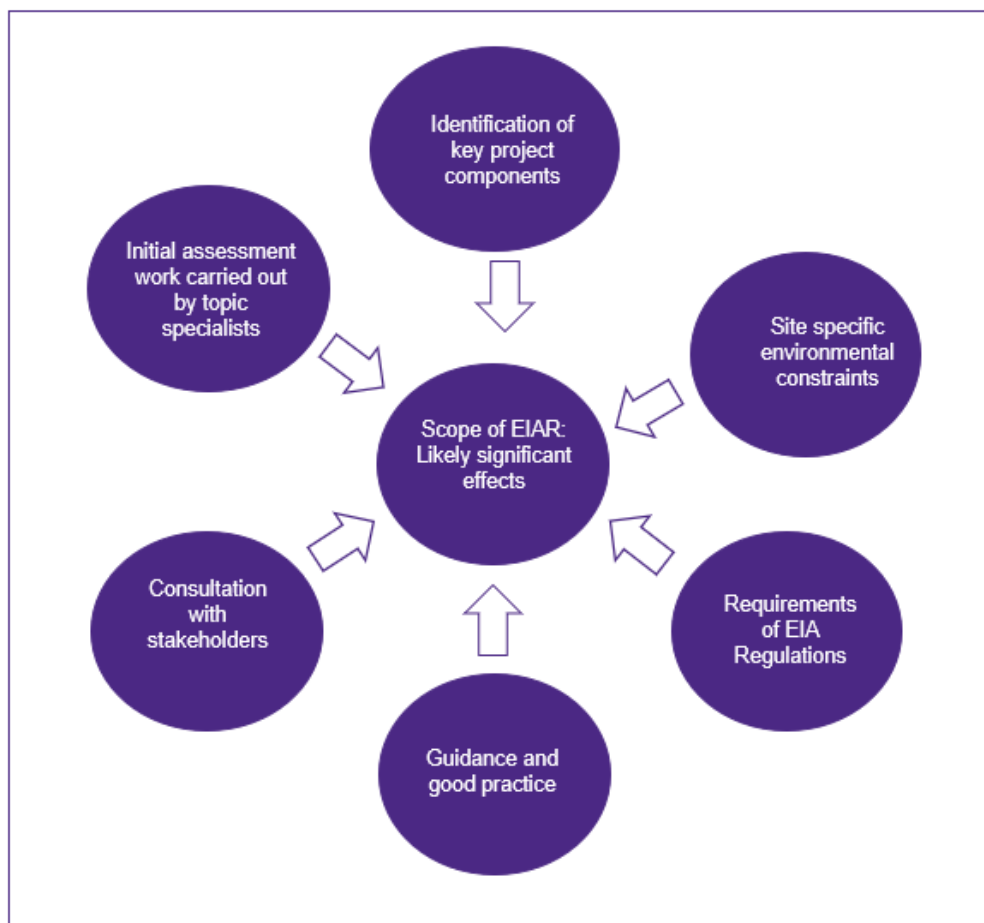 Identification of
key project
components
Initial assessment
work carried out
by topic
specialists
Site specific
environmental
constraints
Scope of EIAR:
Likely significant
effects
Consultation
with
stakeholders
Requirements
of EIA
Regulations
Guidance and
good practice